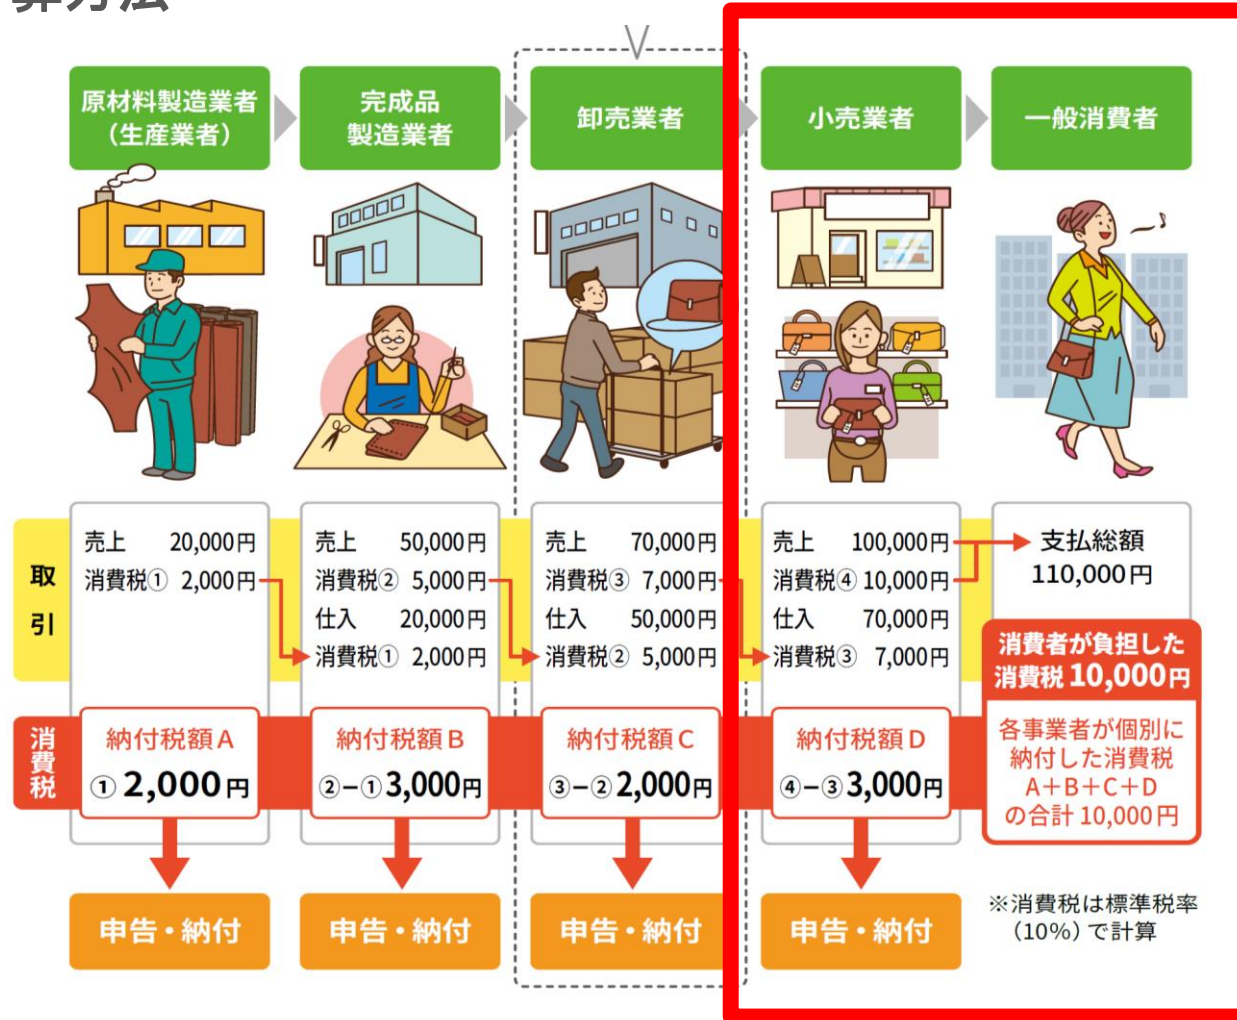 算方法
原材料製造業者
（生産業者）
完成品
製造業者
卸売業者
小売業者
一般消費者
取引
売上 20,000円
消費税① 2,000円
売上 50,000円
消費税② 5,000円
仕入 20,000円
消費税① 2,000円
売上 70,000円
消費税③ 7,000円
仕入 50,000円
消費税② 5,000円
売上 100,000円
消費税④ 10,000円
仕入 70,000円
消費税③ 7,000円
支払総額
110,000円
消費者が負担した
消費税 10,000円
各事業者が個別に
納付した消費税
A＋B＋C＋D
の合計 10,000円
消費税
納付税額A
① 2,000円
納付税額B
②−① 3,000円
納付税額C
③−② 2,000円
納付税額D
④−③ 3,000円
申告・納付
申告・納付
申告・納付
申告・納付
※消費税は標準税率
（10%）で計算